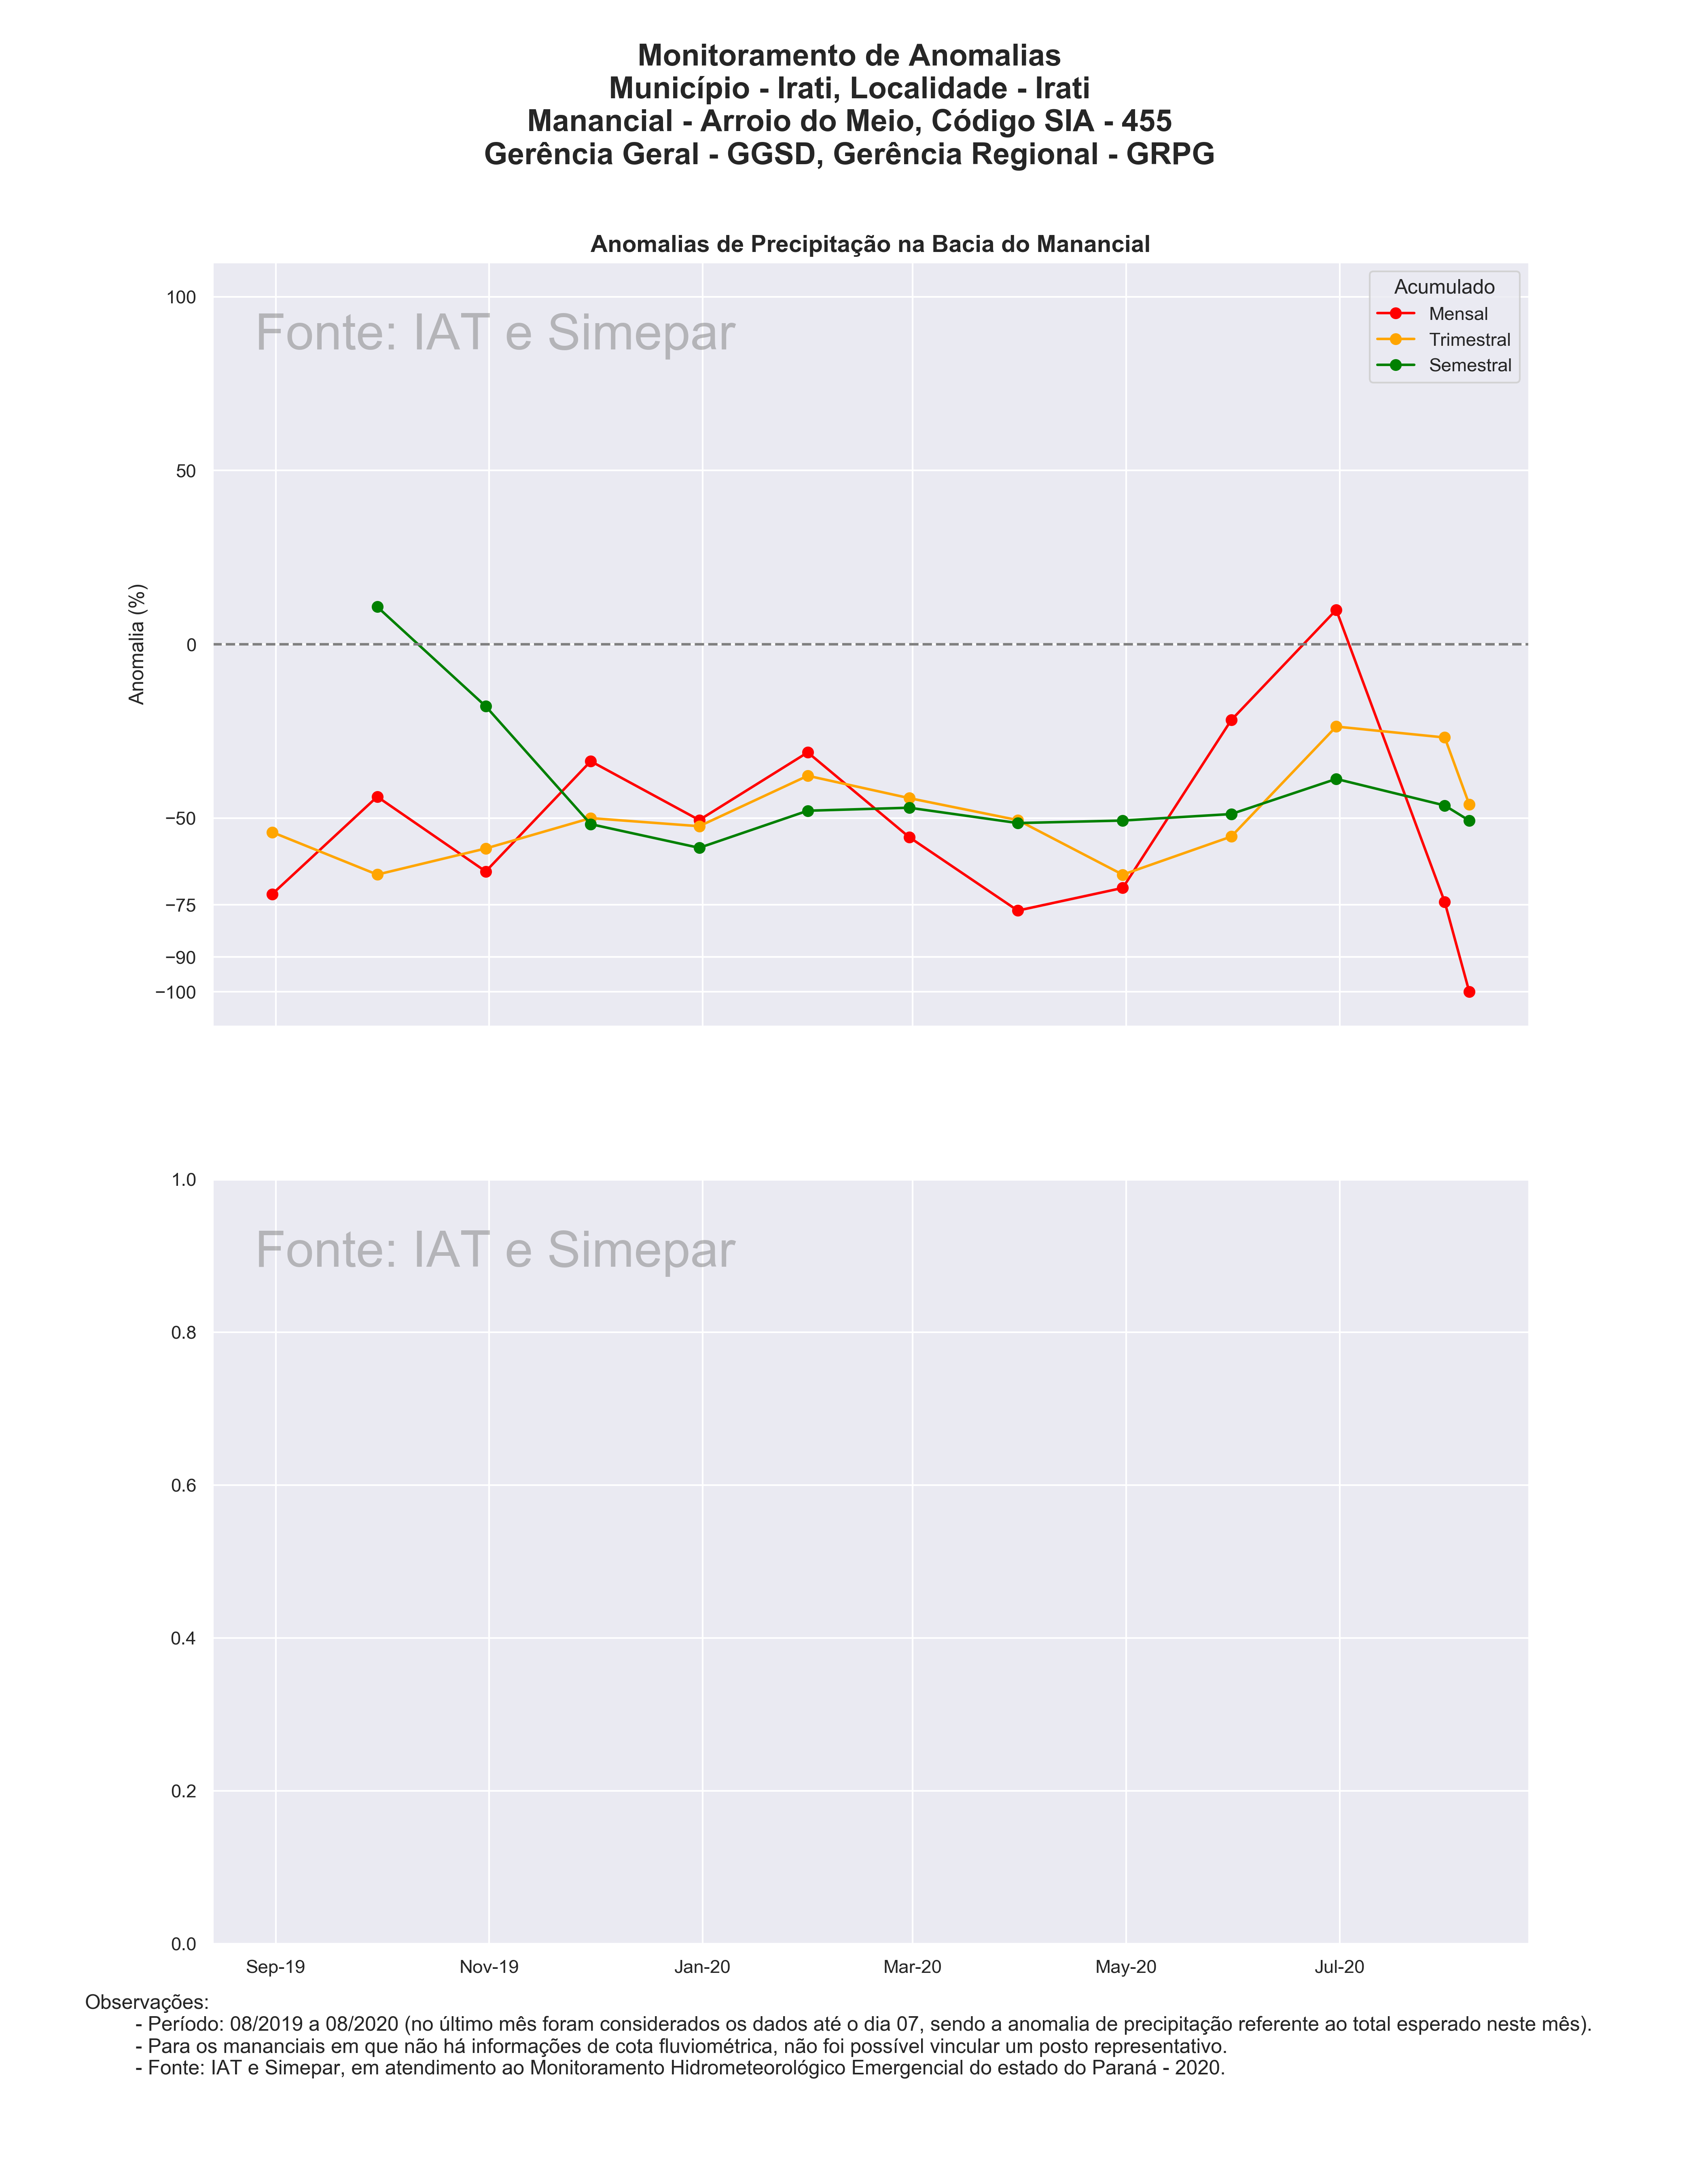 Monitoramento de Anomalias
Município - Irati, Localidade - Irati
Manancial - Arroio do Meio, Código SIA - 455
Gerência Geral - GGSD, Gerência Regional - GRPG
Anomalias de Precipitação na Bacia do Manancial
Fonte: IAT e Simepar
Acumulado
Mensal
Trimestral
Semestral
Anomalia (%)
100
50
0
−50
−75
−90
−100
Fonte: IAT e Simepar
1.0
0.8
0.6
0.4
0.2
0.0
Sep-19 Nov-19 Jan-20 Mar-20 May-20 Jul-20
Observações:
- Período: 08/2019 a 08/2020 (no último mês foram considerados os dados até o dia 07, sendo a anomalia de precipitação referente ao total esperado neste mês).
- Para os mananciais em que não há informações de cota fluviométrica, não foi possível vincular um posto representativo.
- Fonte: IAT e Simepar, em atendimento ao Monitoramento Hidrometeorológico Emergencial do estado do Paraná - 2020.